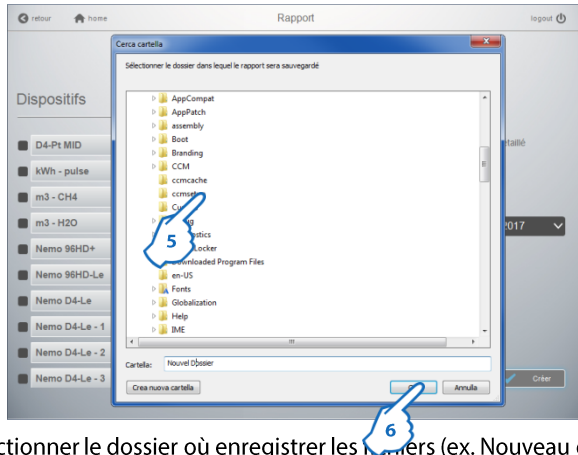 retour
home
Rapport
logout
Cerca cartella
Sélectionner le dossier dans lequel le rapport sera sauvegardé
Dispositifs
AppCompat
AppPatch
assembly
Boot
Branding
CCM
ccmcache
D4-Pt MID
kWh - pulse
m3 - CH4
m3 - H2O
Nemo 96HD+
Nemo 96HD-Le
Nemo D4-Le
Nemo D4-Le - 1
Nemo D4-Le - 2
Nemo D4-Le - 3
5
Downloaded Program Files
en-US
Fonts
Globalization
Help
IME
2017
Cartella:
Nouvel Dossier
Crea nuova cartella
Annulla
Créer
6
ctionner le dossier où enregistrer les (ex. Nouveau